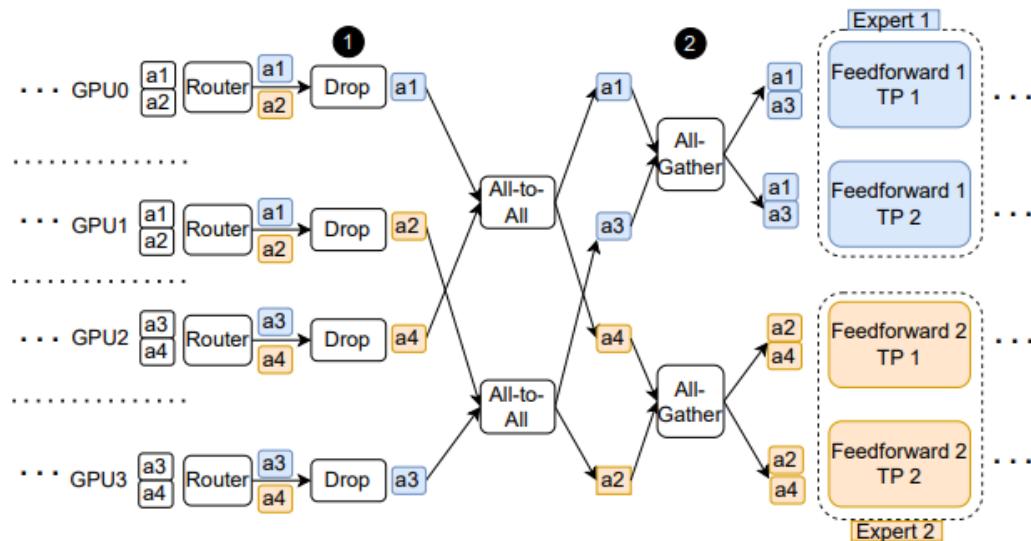 Expert 1
1
2
... GPU0
a1
a2
Router
a1
a2
Drop
a1
a1
All-
Gather
a1
a3
Feedforward 1
TP 1
...
All-to-
All
a1
a3
Feedforward 1
TP 2
...
... GPU1
a1
a2
Router
a1
a2
Drop
a2
a3
... GPU2
a3
a4
Router
a3
a4
Drop
a4
a4
a2
a4
Feedforward 2
TP 1
...
All-to-
All
All-
Gather
... GPU3
a3
a4
Router
a3
a4
Drop
a3
a2
a2
a4
Feedforward 2
TP 2
...
Expert 2